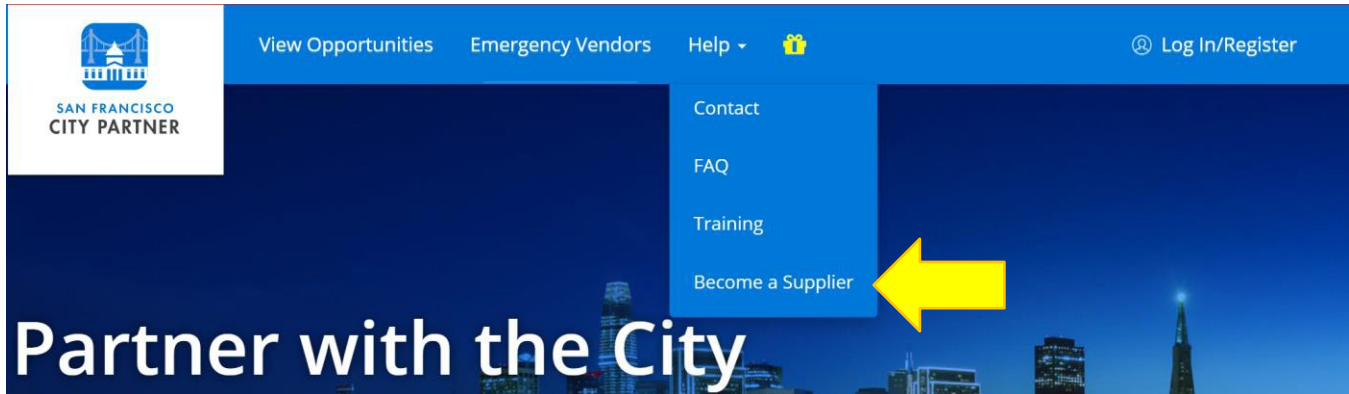 SAN FRANCISCO
CITY PARTNER
View Opportunities
Emergency Vendors
Help
Log In/Register
Contact
FAQ
Training
Become a Supplier
Partner with the City